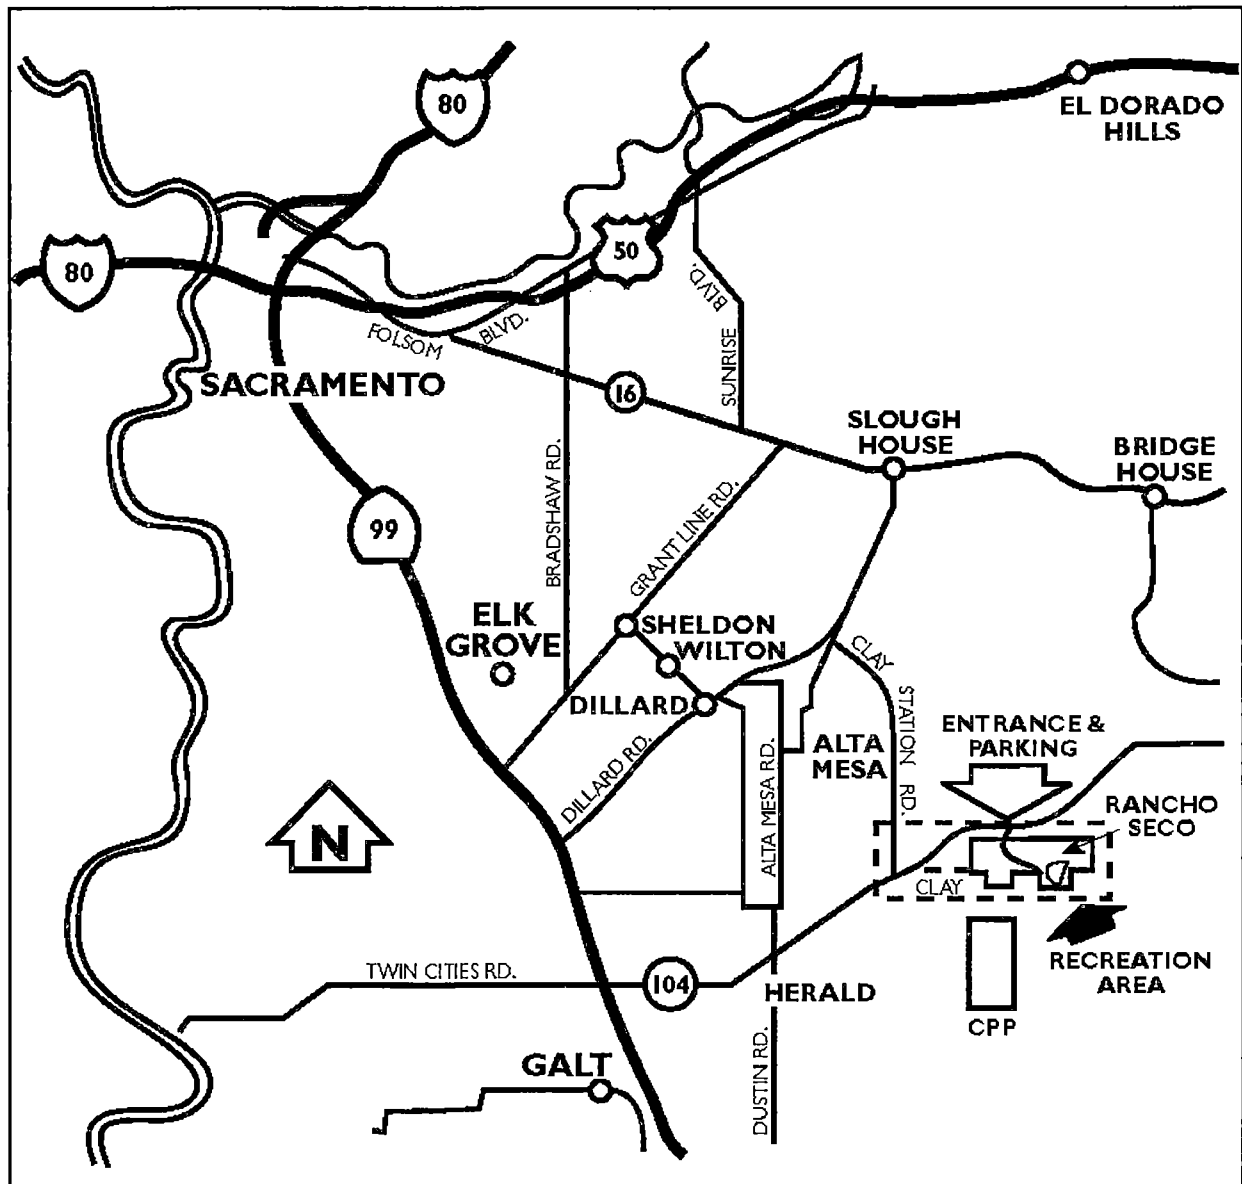 80
EL DORADO
HILLS
80
50
BLVD.
SUNRISE
FOLSOM
BLVD.
SACRAMENTO
16
SLOUGH
HOUSE
BRIDGE
HOUSE
BRADSHAW RD.
GRANT LINE RD.
99
ELK
GROVE
SHELDON
WILTON
CLAY
STATION RD.
DILLARD
DILLARD RD.
ALTA MESA RD.
ALTA
MESA
ENTRANCE &
PARKING
RANCHO
SECO
N
CLAY
RECREATION
AREA
CPP
TWIN CITIES RD.
104
HERALD
DUSTIN RD.
GALT